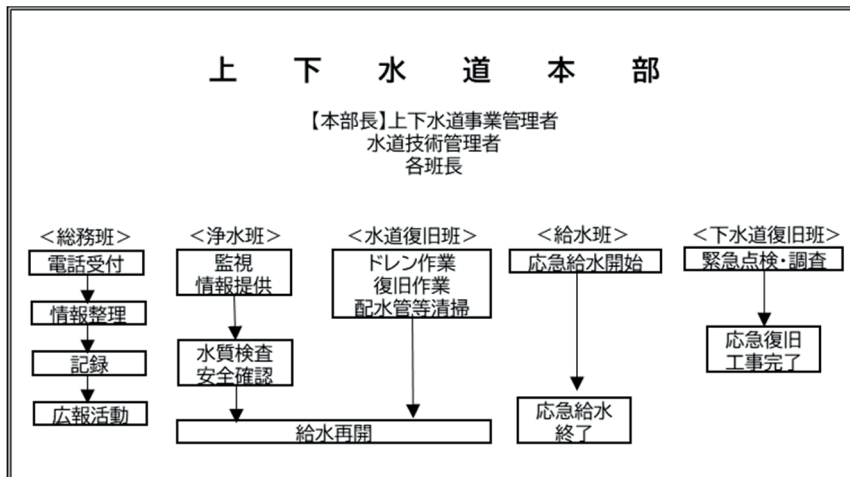 上下水道本部
【本部長】上下水道事業管理者
水道技術管理者
各班長
＜総務班＞
電話受付
情報整理
記録
広報活動
＜浄水班＞
監視
情報提供
水質検査
安全確認
＜水道復旧班＞
ドレン作業
復旧作業
配水管等清掃
給水再開
＜給水班＞
応急給水開始
応急給水
終了
＜下水道復旧班＞
緊急点検・調査
応急復旧
工事完了